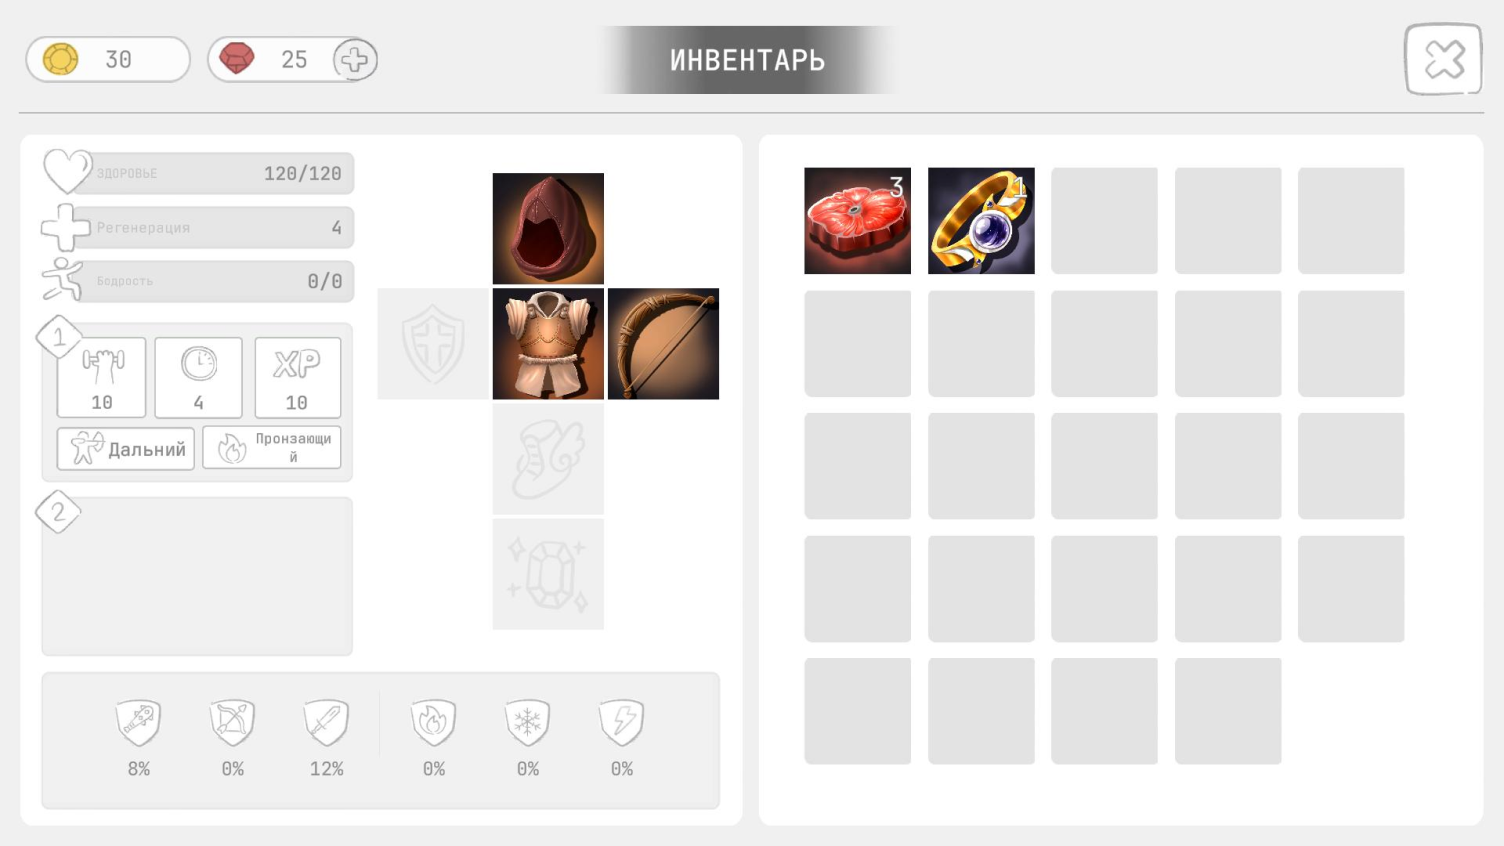 30
25
ИНВЕНТАРЬ
ЗДОРОВЬЕ 120/120
Регенерация 4
Бодрость 0/0
1
XP
10
4
10
Дальний
Пронзающи
й
2
8%
0%
12%
0%
0%
0%
3
1